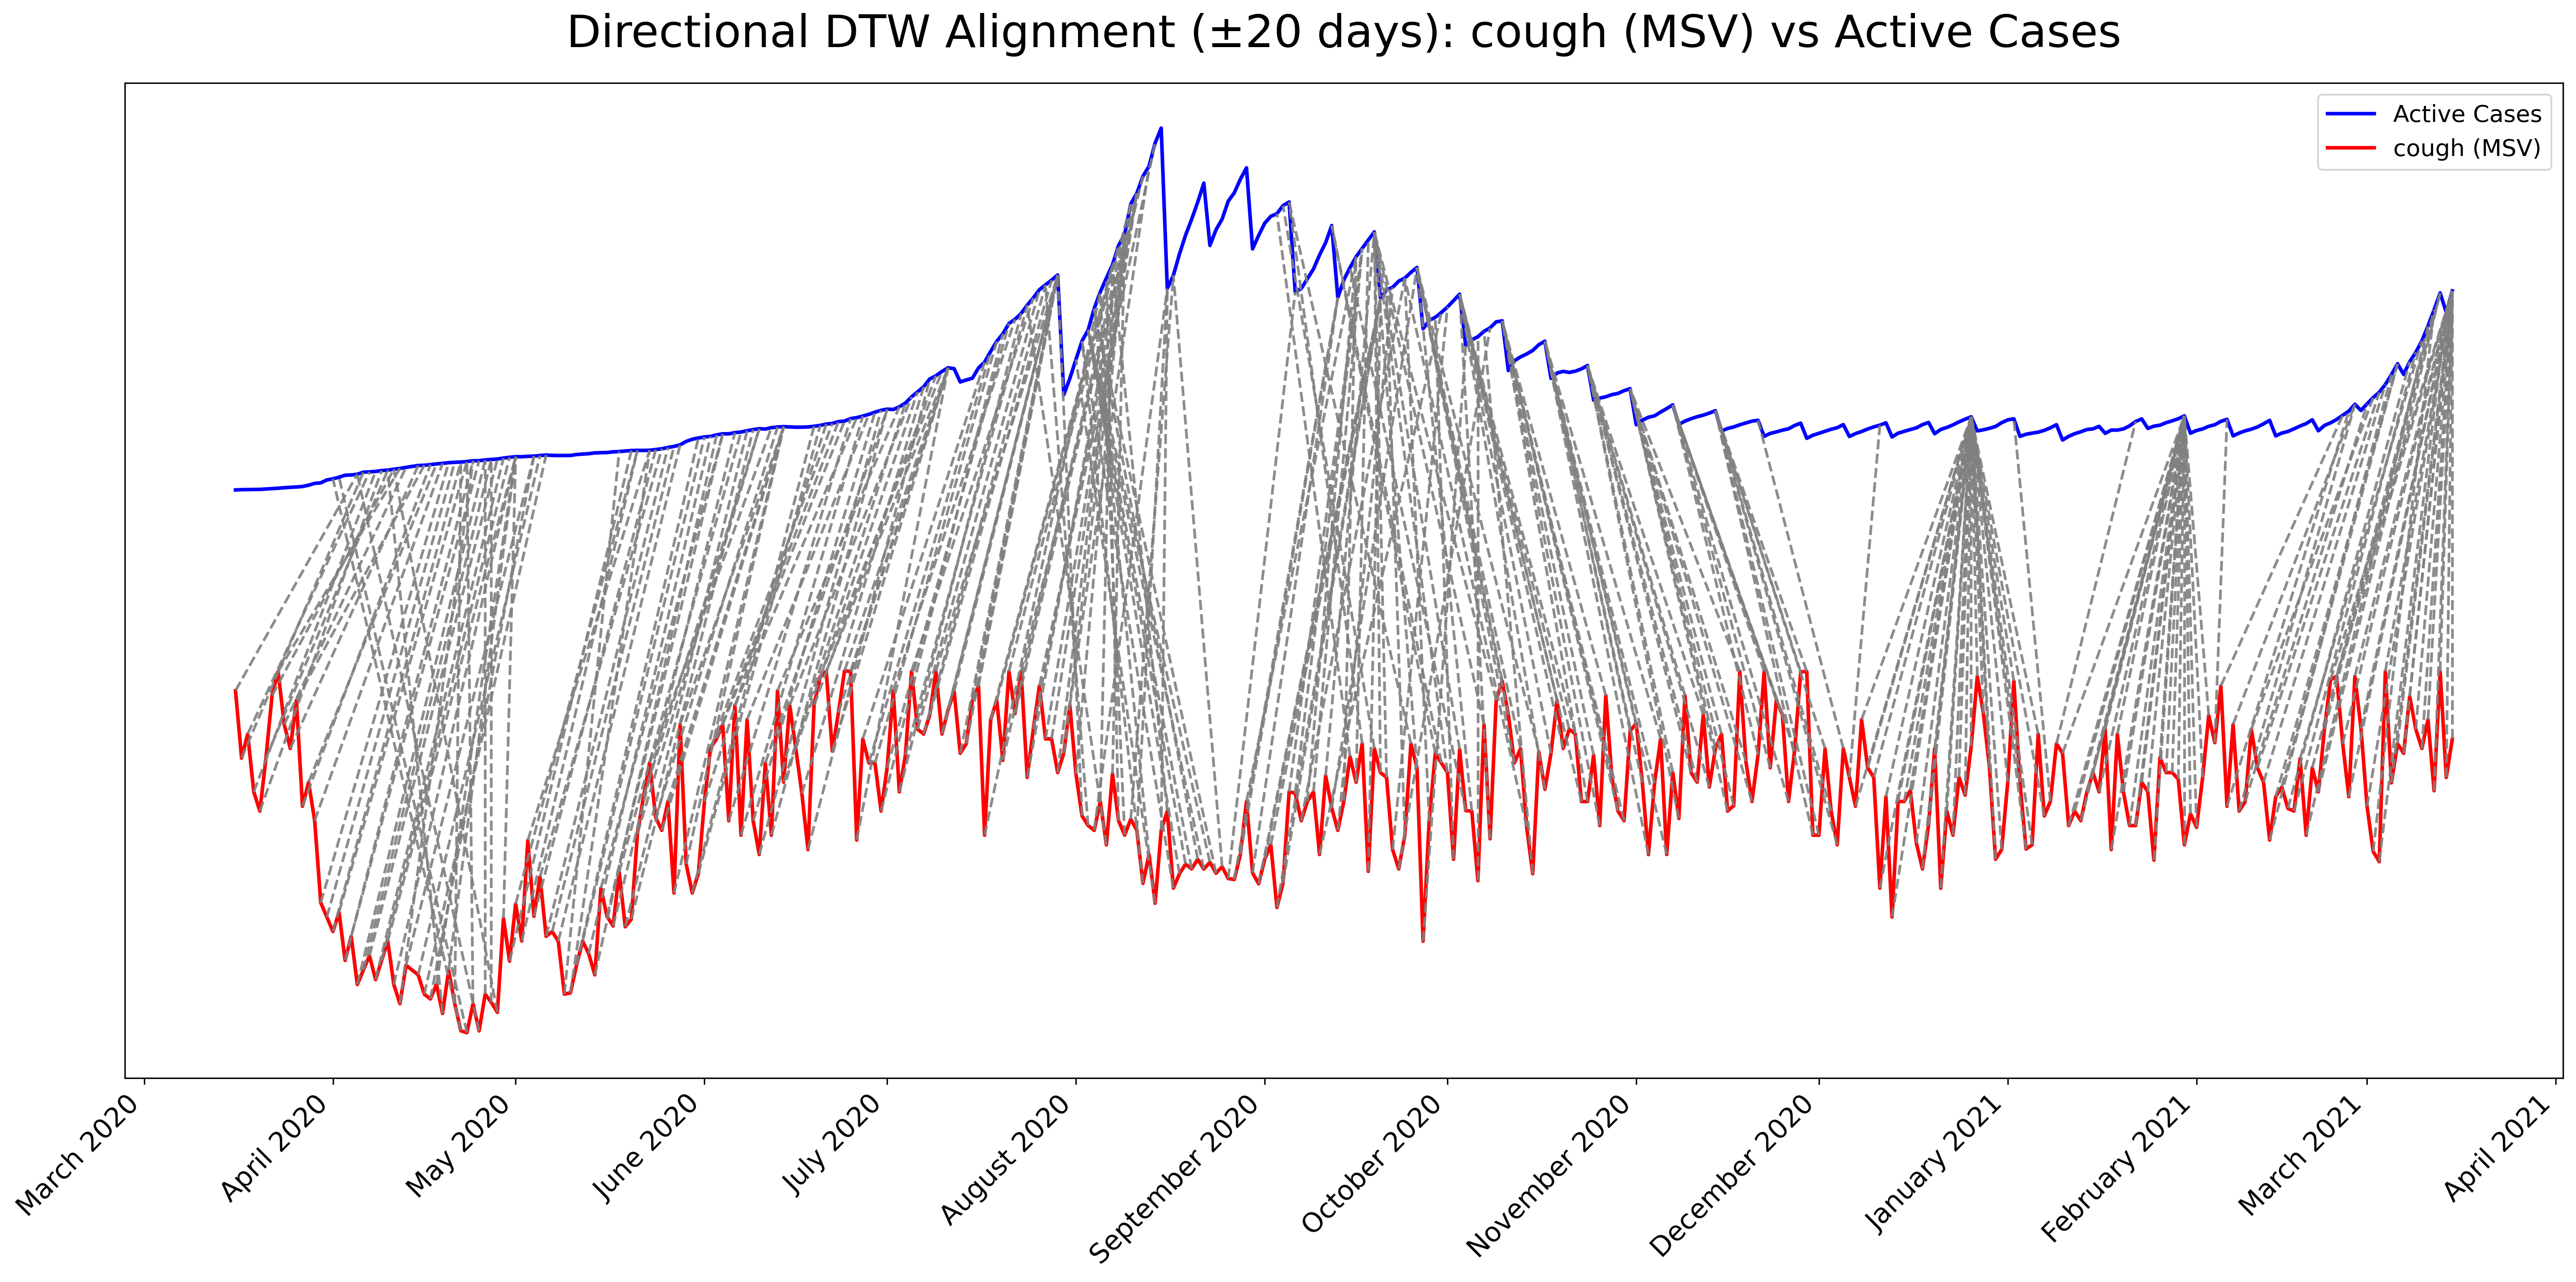 Directional DTW Alignment (±20 days): cough (MSV) vs Active Cases
Active Cases
cough (MSV)
March 2020
April 2020
May 2020
June 2020
July 2020
August 2020
September 2020
October 2020
November 2020
December 2020
January 2021
February 2021
March 2021
April 2021